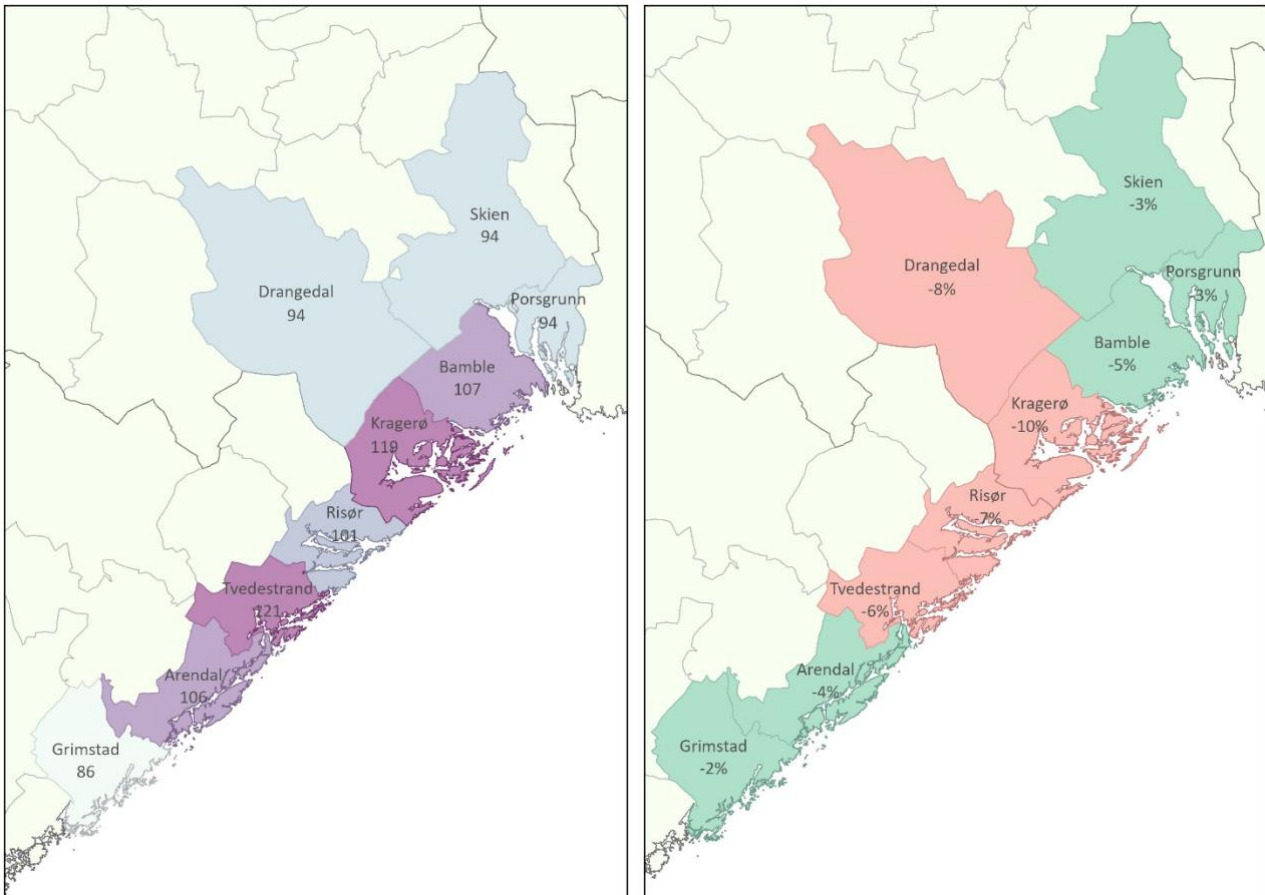 Skien
94
Drangedal
94
Porsgrunn
94
Bamble
107
Kragerø
119
Risør
101
Tvedestrand
121
Arendal
106
Grimstad
86
Skien
-3%
Porsgrunn
-3%
Drangedal
-8%
Bamble
-5%
Kragerø
-10%
Risør
-7%
Tvedestrand
-6%
Arendal
-4%
Grimstad
-2%